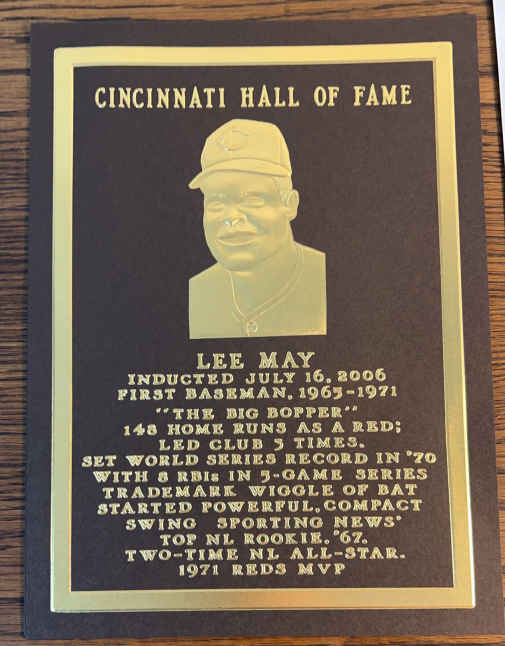 CINCINNATI HALL OF FAME
LEE MAY
INDUCTED JULY 16, 2006
FIRST BASEMAN, 1965-1971
"THE BIG BOPPER"
148 HOME RUNS AS A RED;
LED CLUB 3 TIMES.
SET WORLD SERIES RECORD IN '70
WITH 8 RBIs IN 5-GAME SERIES
TRADEMARK WIGGLE OF BAT
STARTED POWERFUL, COMPACT
SWING SPORTING NEWS'
TOP NL ROOKIE, '67.
TWO-TIME NL ALL-STAR.
1971 REDS MVP